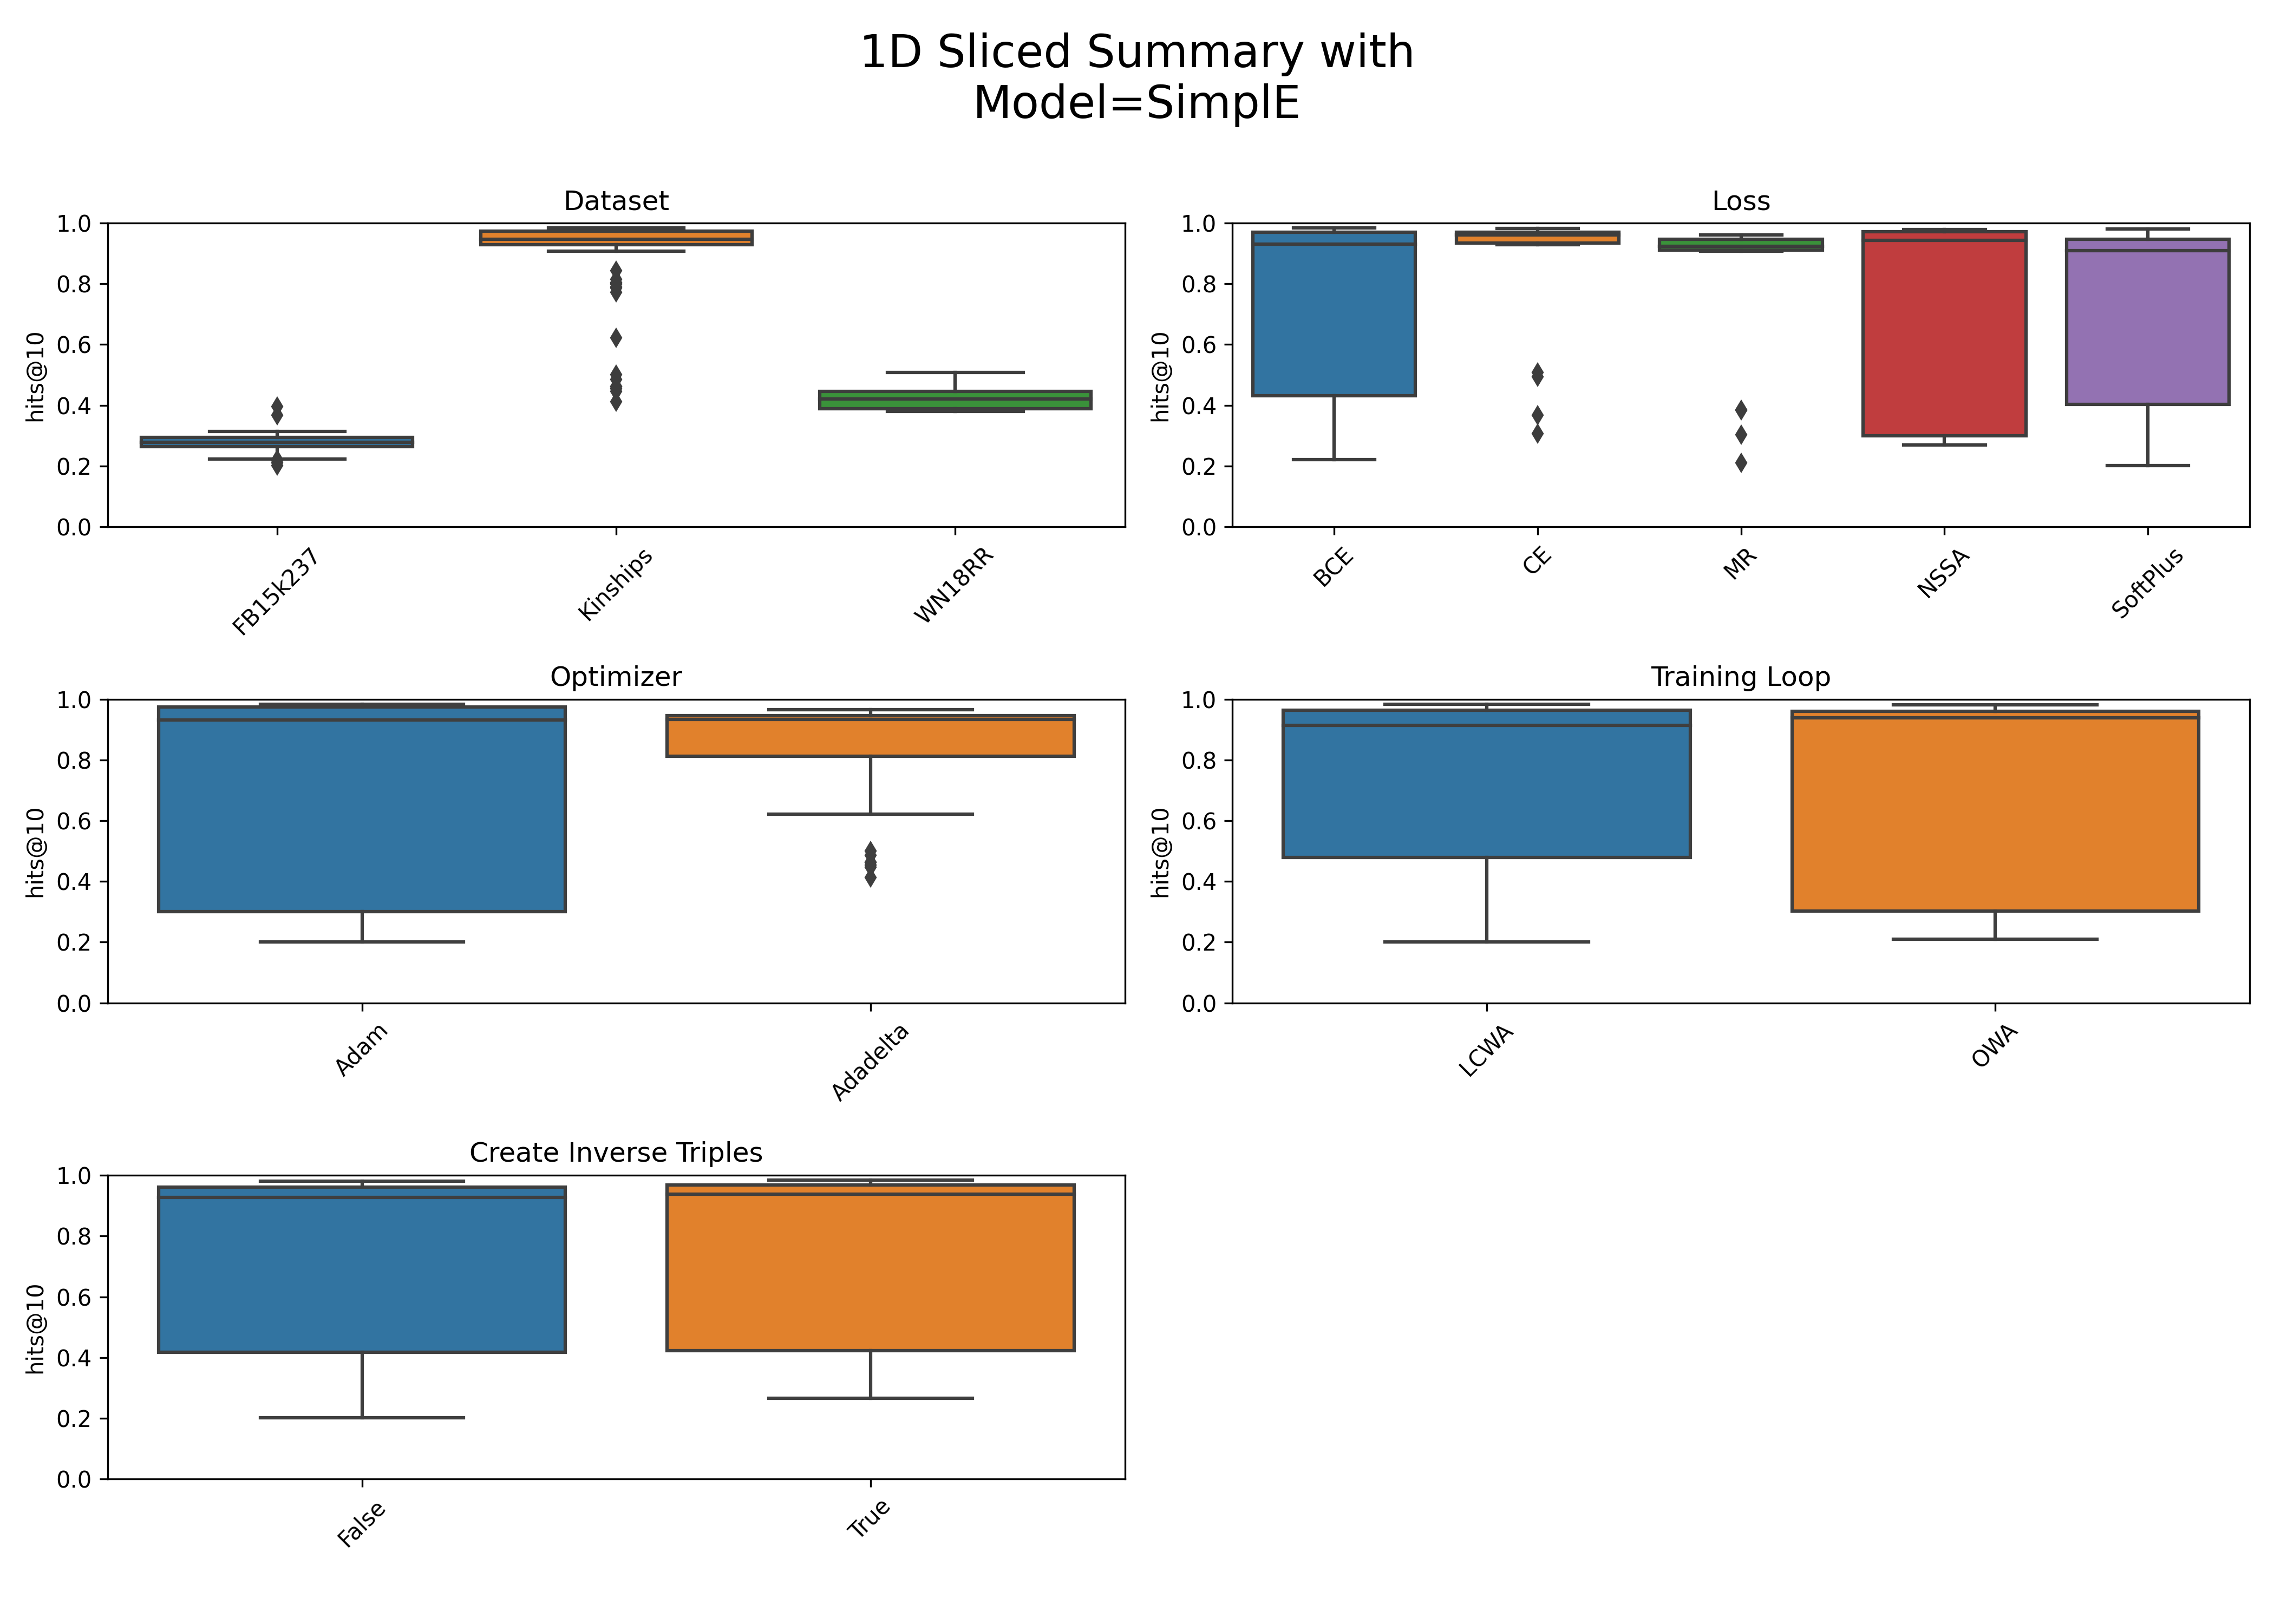 1D Sliced Summary with
Model=SimplE
Dataset
1.0
0.8
0.6
0.4
0.2
0.0
hits@10
FB15k237
Kinships
WN18RR
Loss
1.0
0.8
0.6
0.4
0.2
0.0
hits@10
BCE
CE
MR
NSSA
SoftPlus
Optimizer
1.0
0.8
0.6
0.4
0.2
0.0
hits@10
Adam
Adadelta
Training Loop
1.0
0.8
0.6
0.4
0.2
0.0
hits@10
LCWA
OWA
Create Inverse Triples
1.0
0.8
0.6
0.4
0.2
0.0
hits@10
False
True